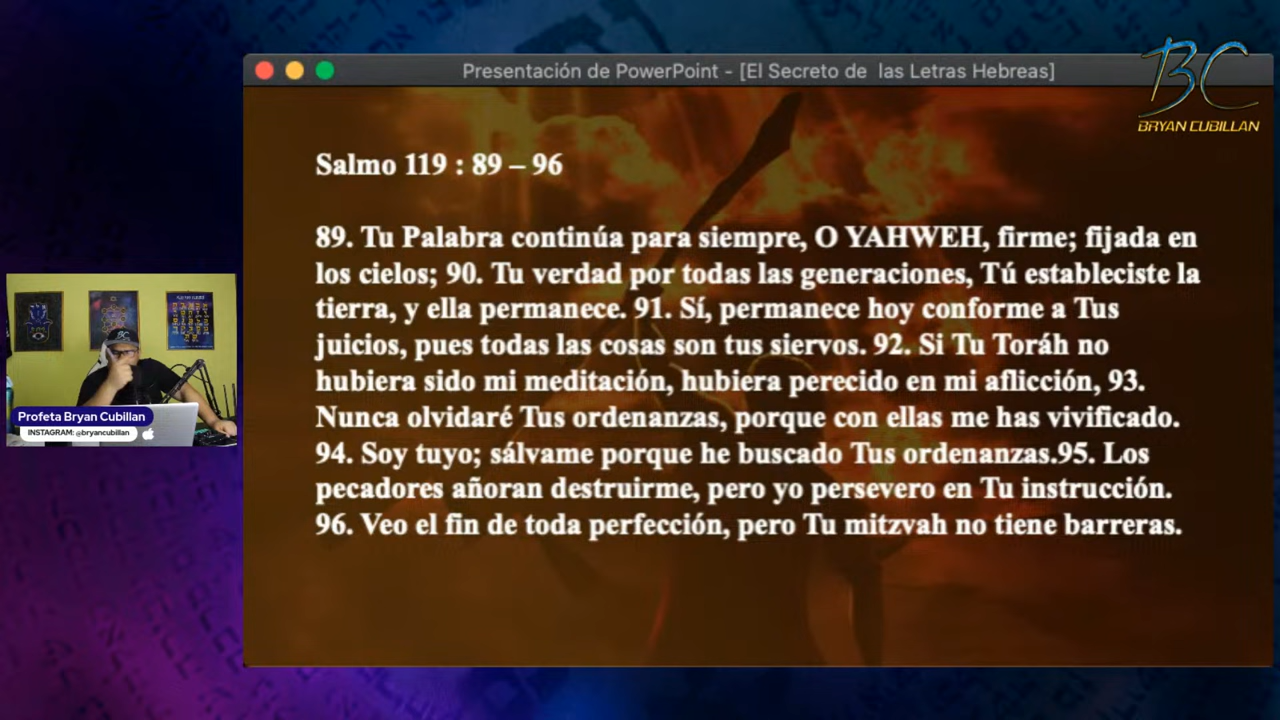 Presentación de PowerPoint - [El Secreto de las Letras Hebreas]
BC
BRYAN CUBILLAN
Salmo 119 : 89 – 96
89. Tu Palabra continúa para siempre, O YAHWEH, firme; fijada en
los cielos; 90. Tu verdad por todas las generaciones, Tú estableciste la
tierra, y ella permanece. 91. Sí, permanece hoy conforme a Tus
juicios, pues todas las cosas son tus siervos. 92. Si Tu Toráh no
hubiera sido mi meditación, hubiera perecido en mi aflicción, 93.
Nunca olvidaré Tus ordenanzas, porque con ellas me has vivificado.
94. Soy tuyo; sálvame porque he buscado Tus ordenanzas.95. Los
pecadores añoran destruirme, pero yo persevero en Tu instrucción.
96. Veo el fin de toda perfección, pero Tu mitzvah no tiene barreras.
Profeta Bryan Cubillan
INSTAGRAM: @bryancubillan